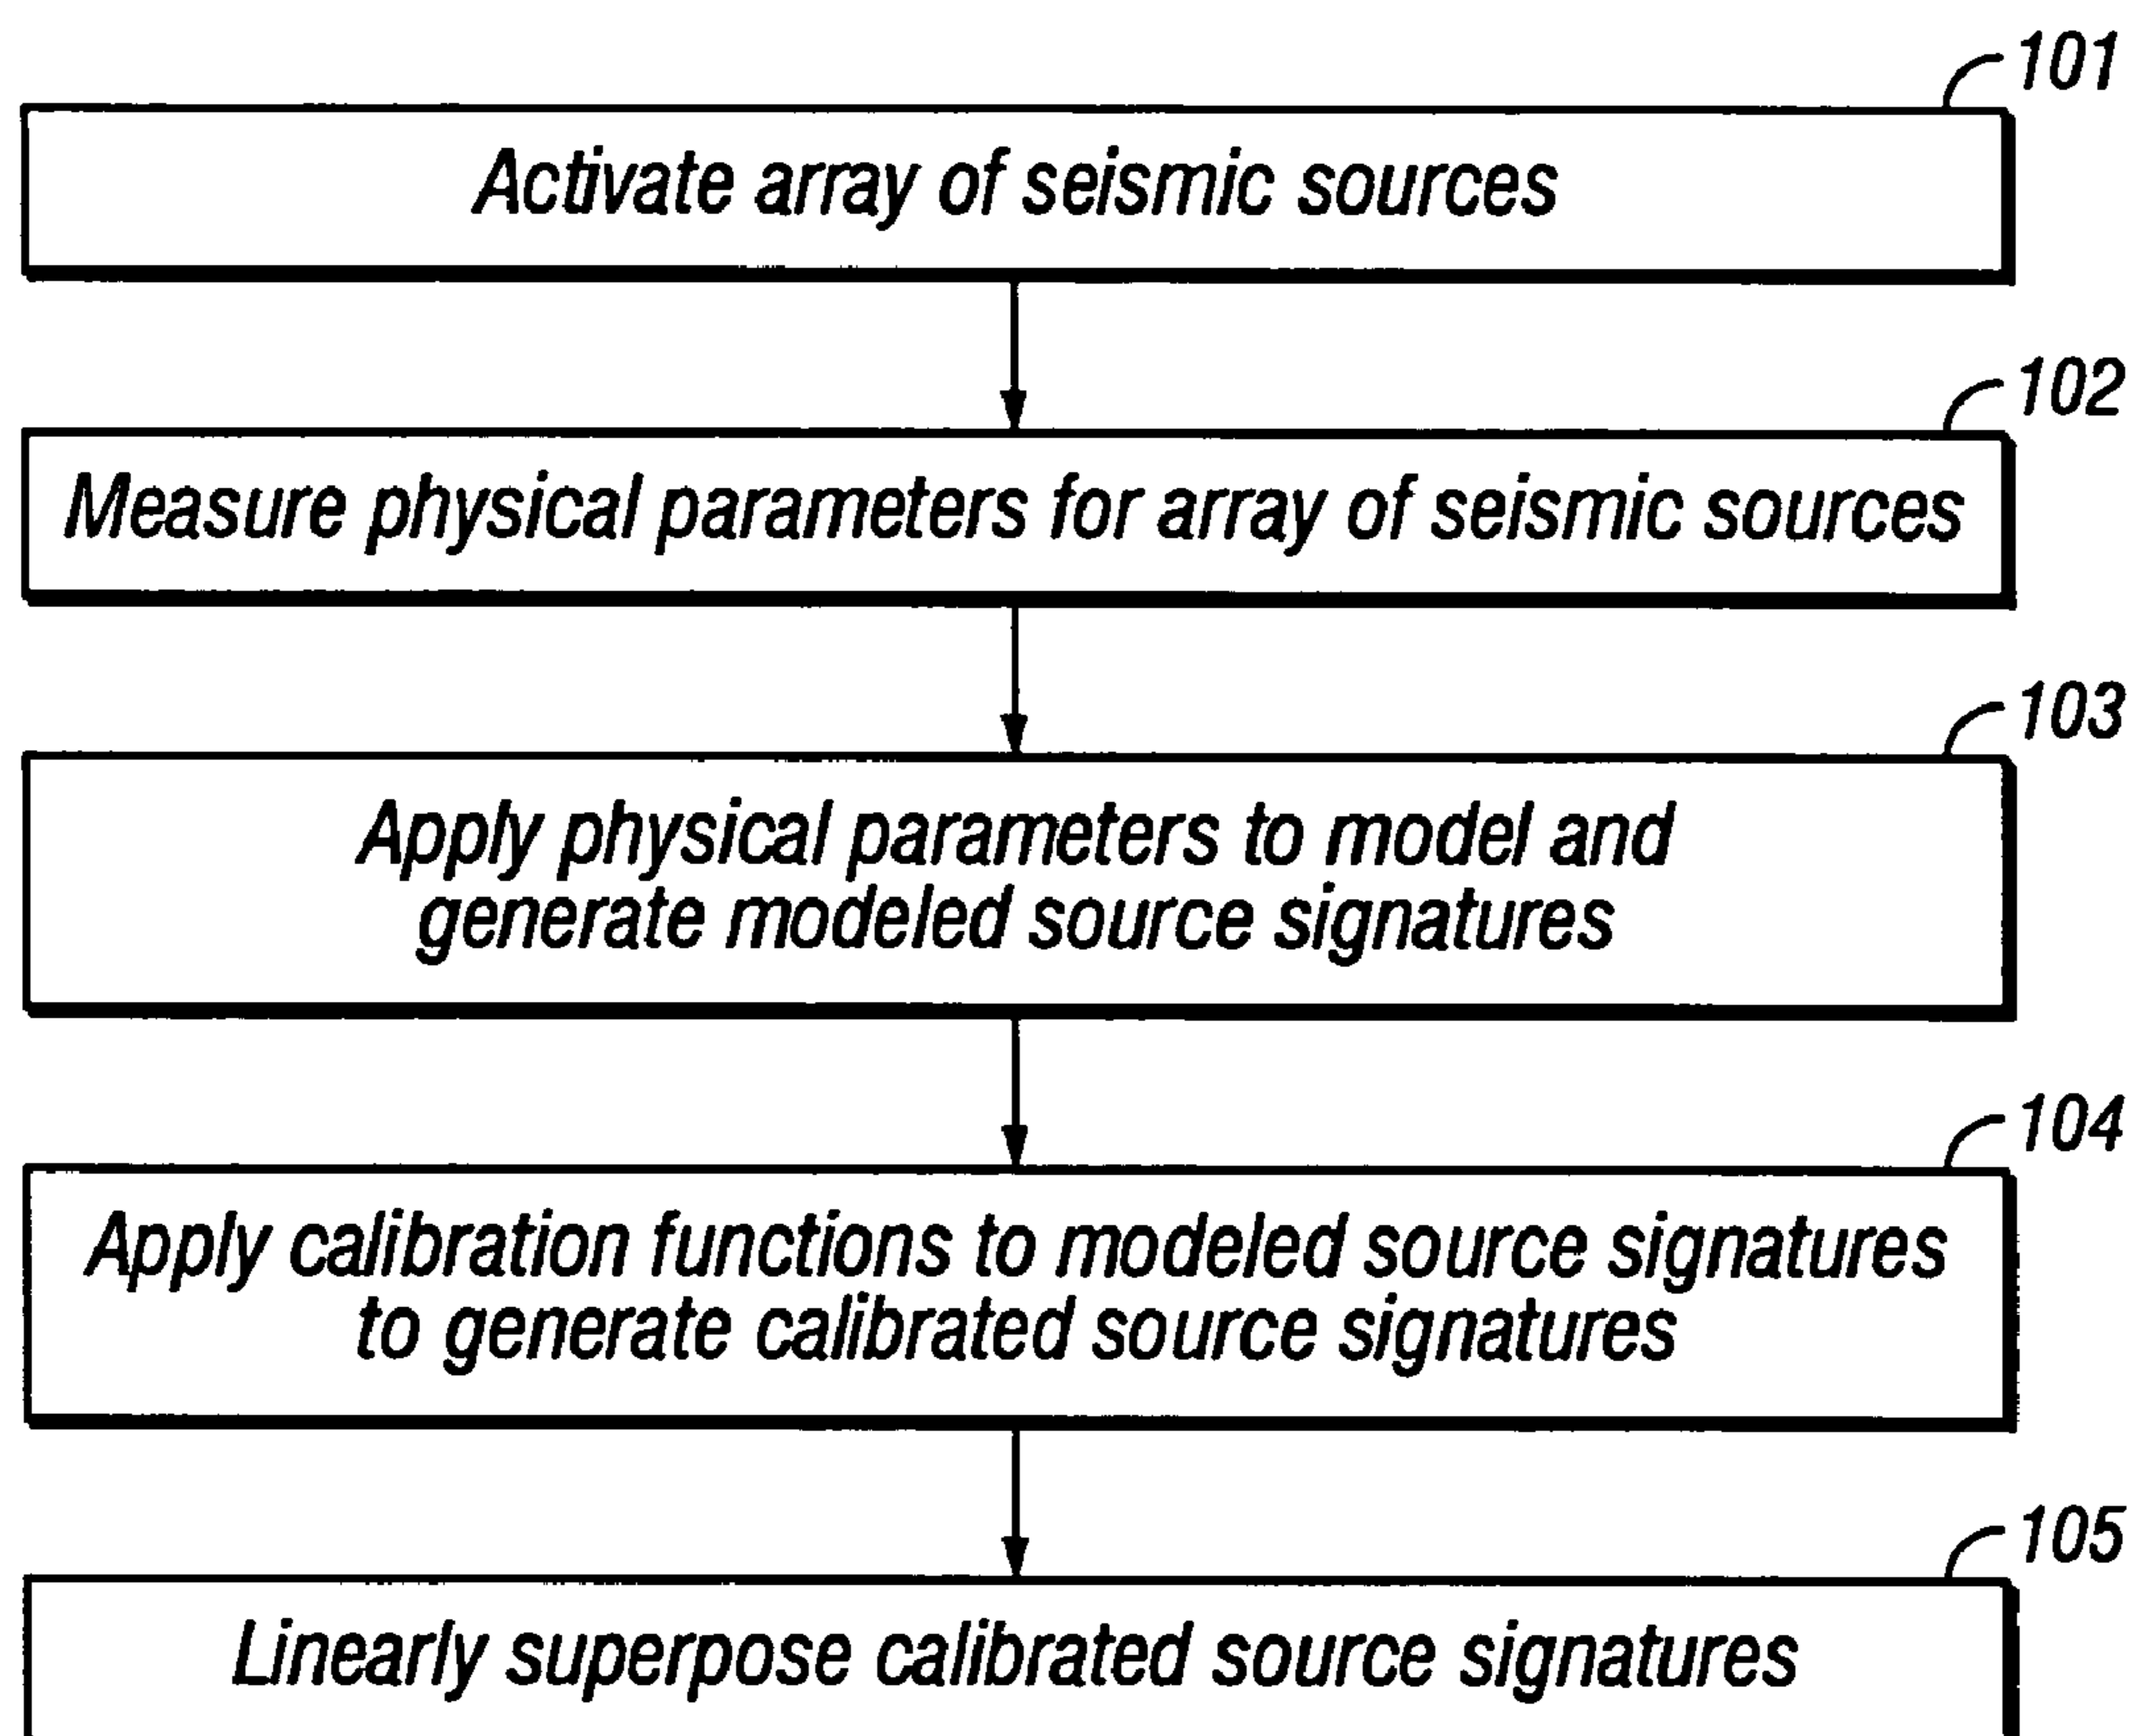 101
Activate array of seismic sources
102
Measure physical parameters for array of seismic sources
103
Apply physical parameters to model and
generate modeled source signatures
104
Apply calibration functions to modeled source signatures
to generate calibrated source signatures
105
Linearly superpose calibrated source signatures